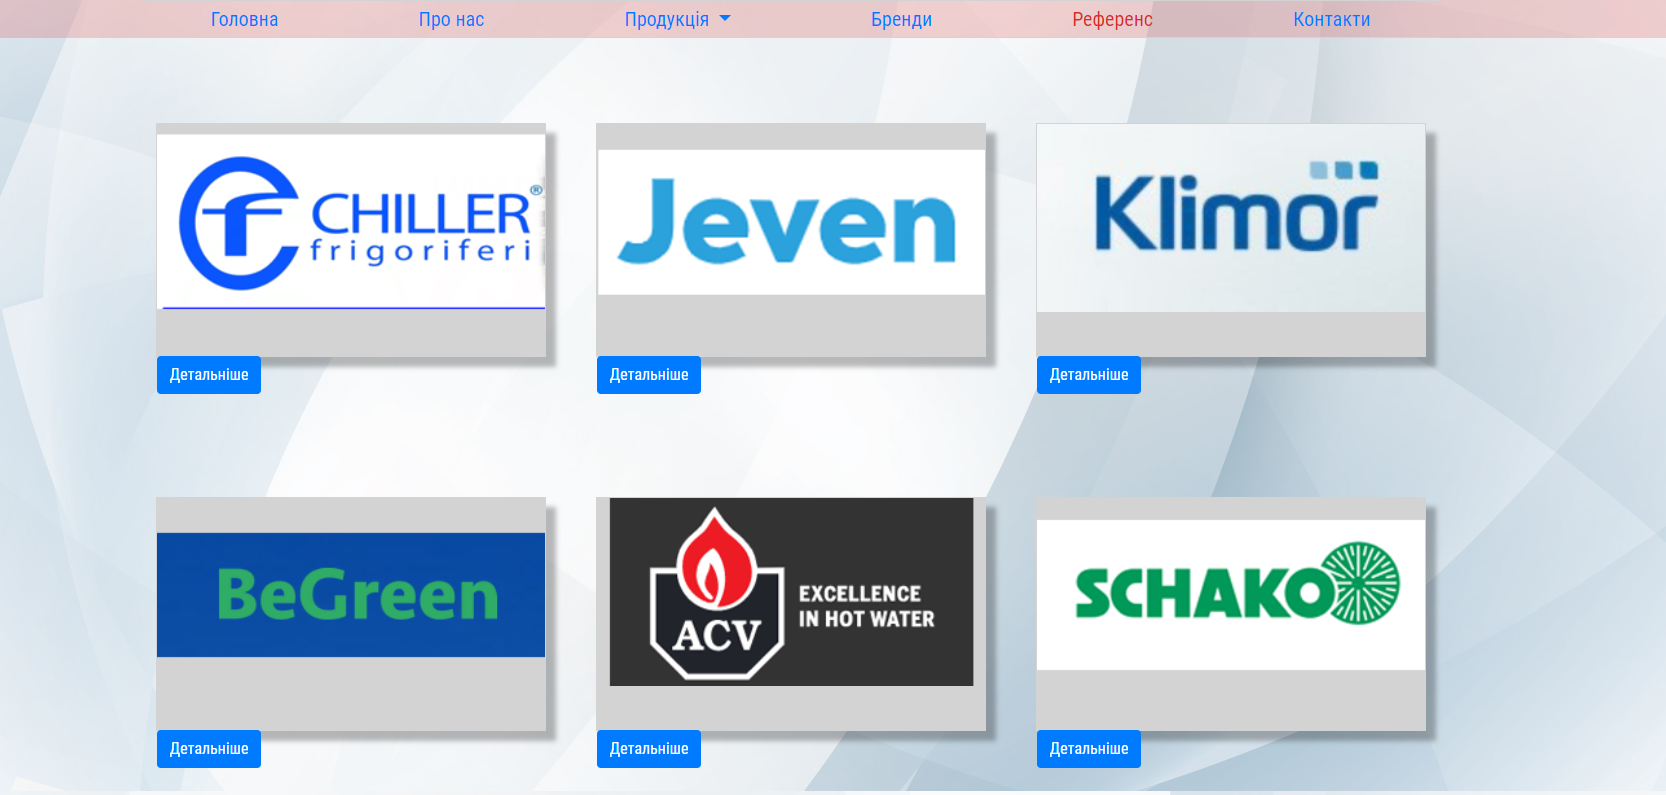 Головна
Про нас
Продукція
Бренди
Референс
Контакти
CHILLER®
frigoriferi
Jeven
Klimor
Детальніше
Детальніше
Детальніше
BeGreen
ACV
EXCELLENCE
IN HOT WATER
SCHAKO
Детальніше
Детальніше
Детальніше